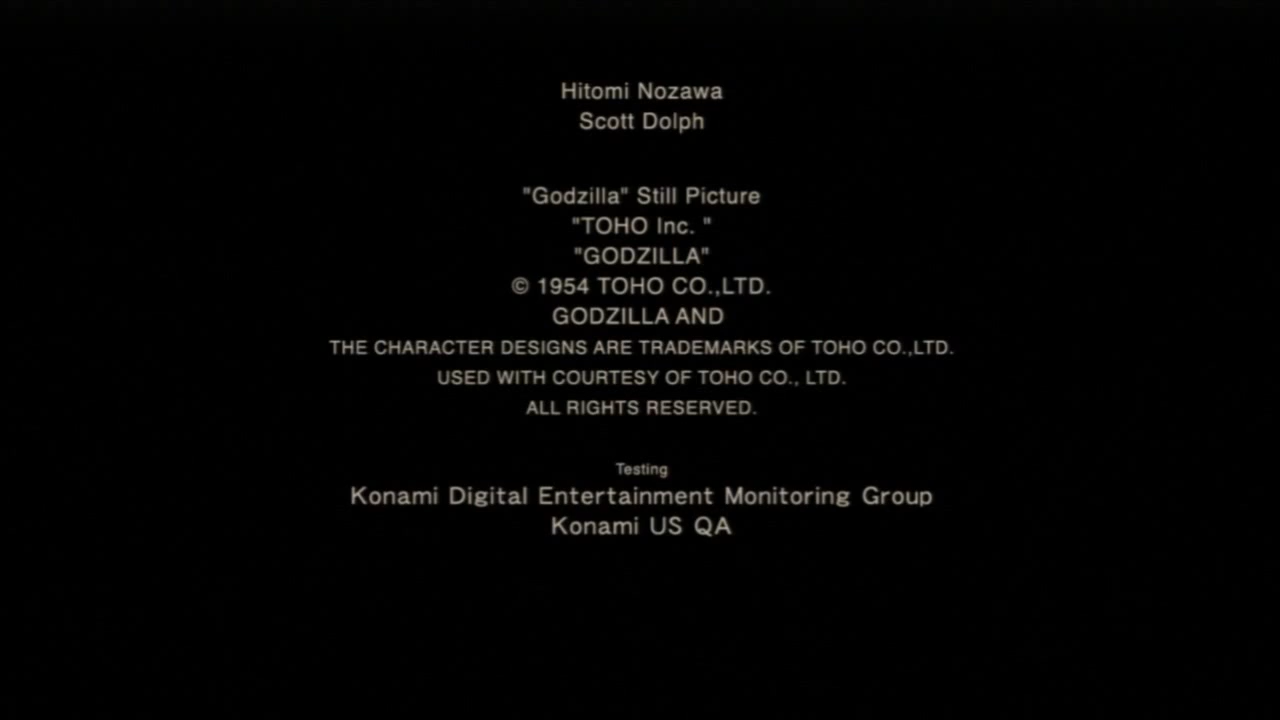 Hitomi Nozawa
Scott Dolph
"Godzilla" Still Picture
"TOHO Inc. "
"GODZILLA"
© 1954 TOHO CO.,LTD.
GODZILLA AND
THE CHARACTER DESIGNS ARE TRADEMARKS OF TOHO CO.,LTD.
USED WITH COURTESY OF TOHO CO., LTD.
ALL RIGHTS RESERVED.
Testing
Konami Digital Entertainment Monitoring Group
Konami US QA